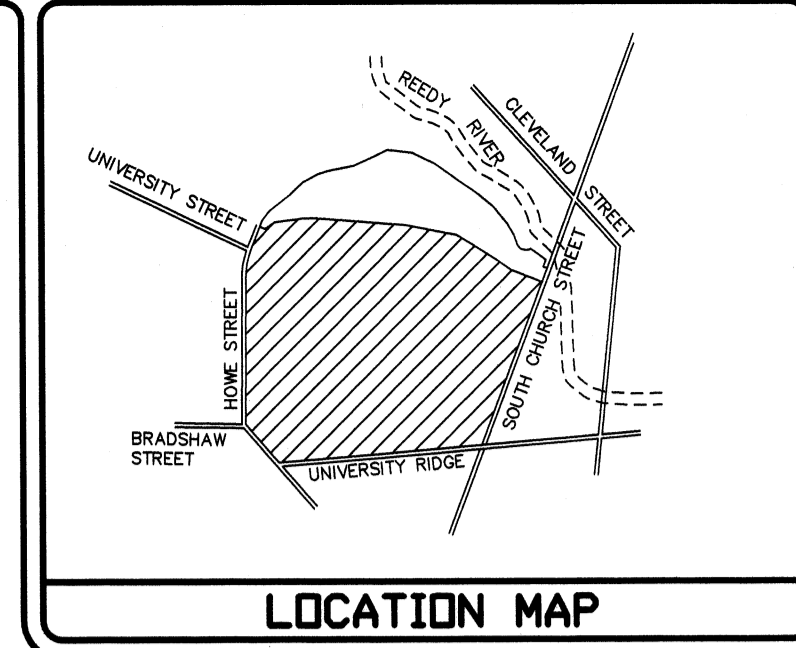 REEDY
RIVER
CLEVELAND
STREET
UNIVERSITY STREET
HOWE STREET
SOUTH CHURCH STREET
BRADSHAW
STREET
UNIVERSITY RIDGE
LOCATION MAP